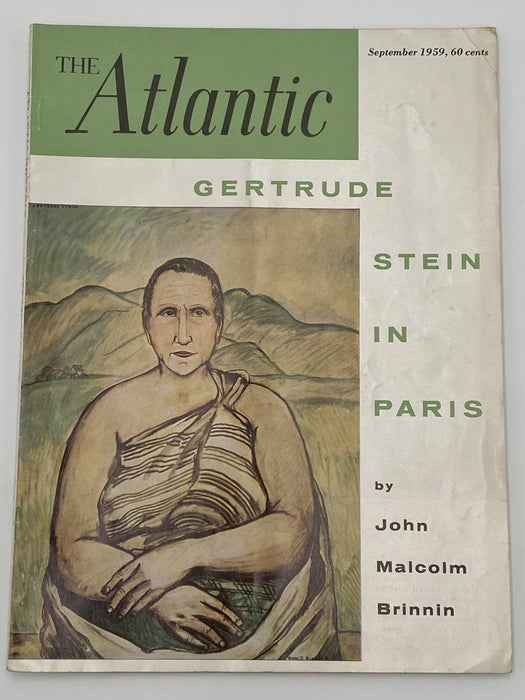 THE Atlantic
September 1959, 60 cents
GERTRUDE
STEIN
IN
PARIS
by
John
Malcolm
Brinnin